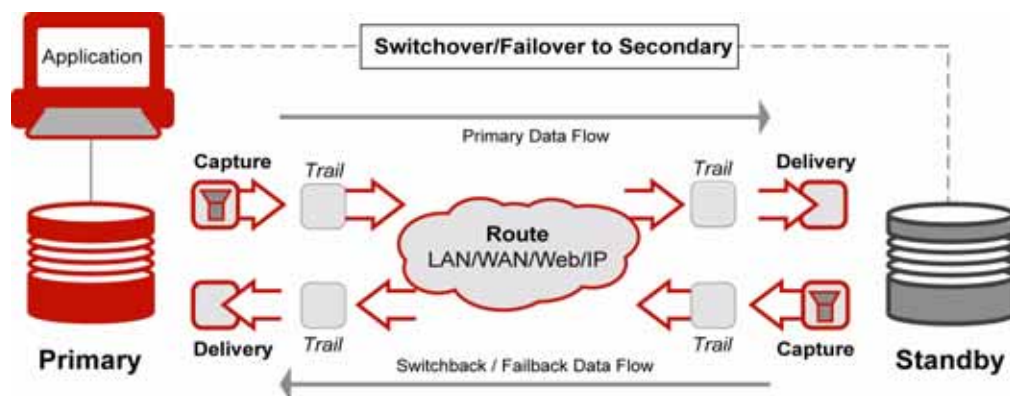 Application
Switchover/Failover to Secondary
Primary Data Flow
Capture
Trail
Trail
Delivery
Route
LAN/WAN/Web/IP
Delivery
Trail
Trail
Capture
Primary
Switchback / Failback Data Flow
Standby